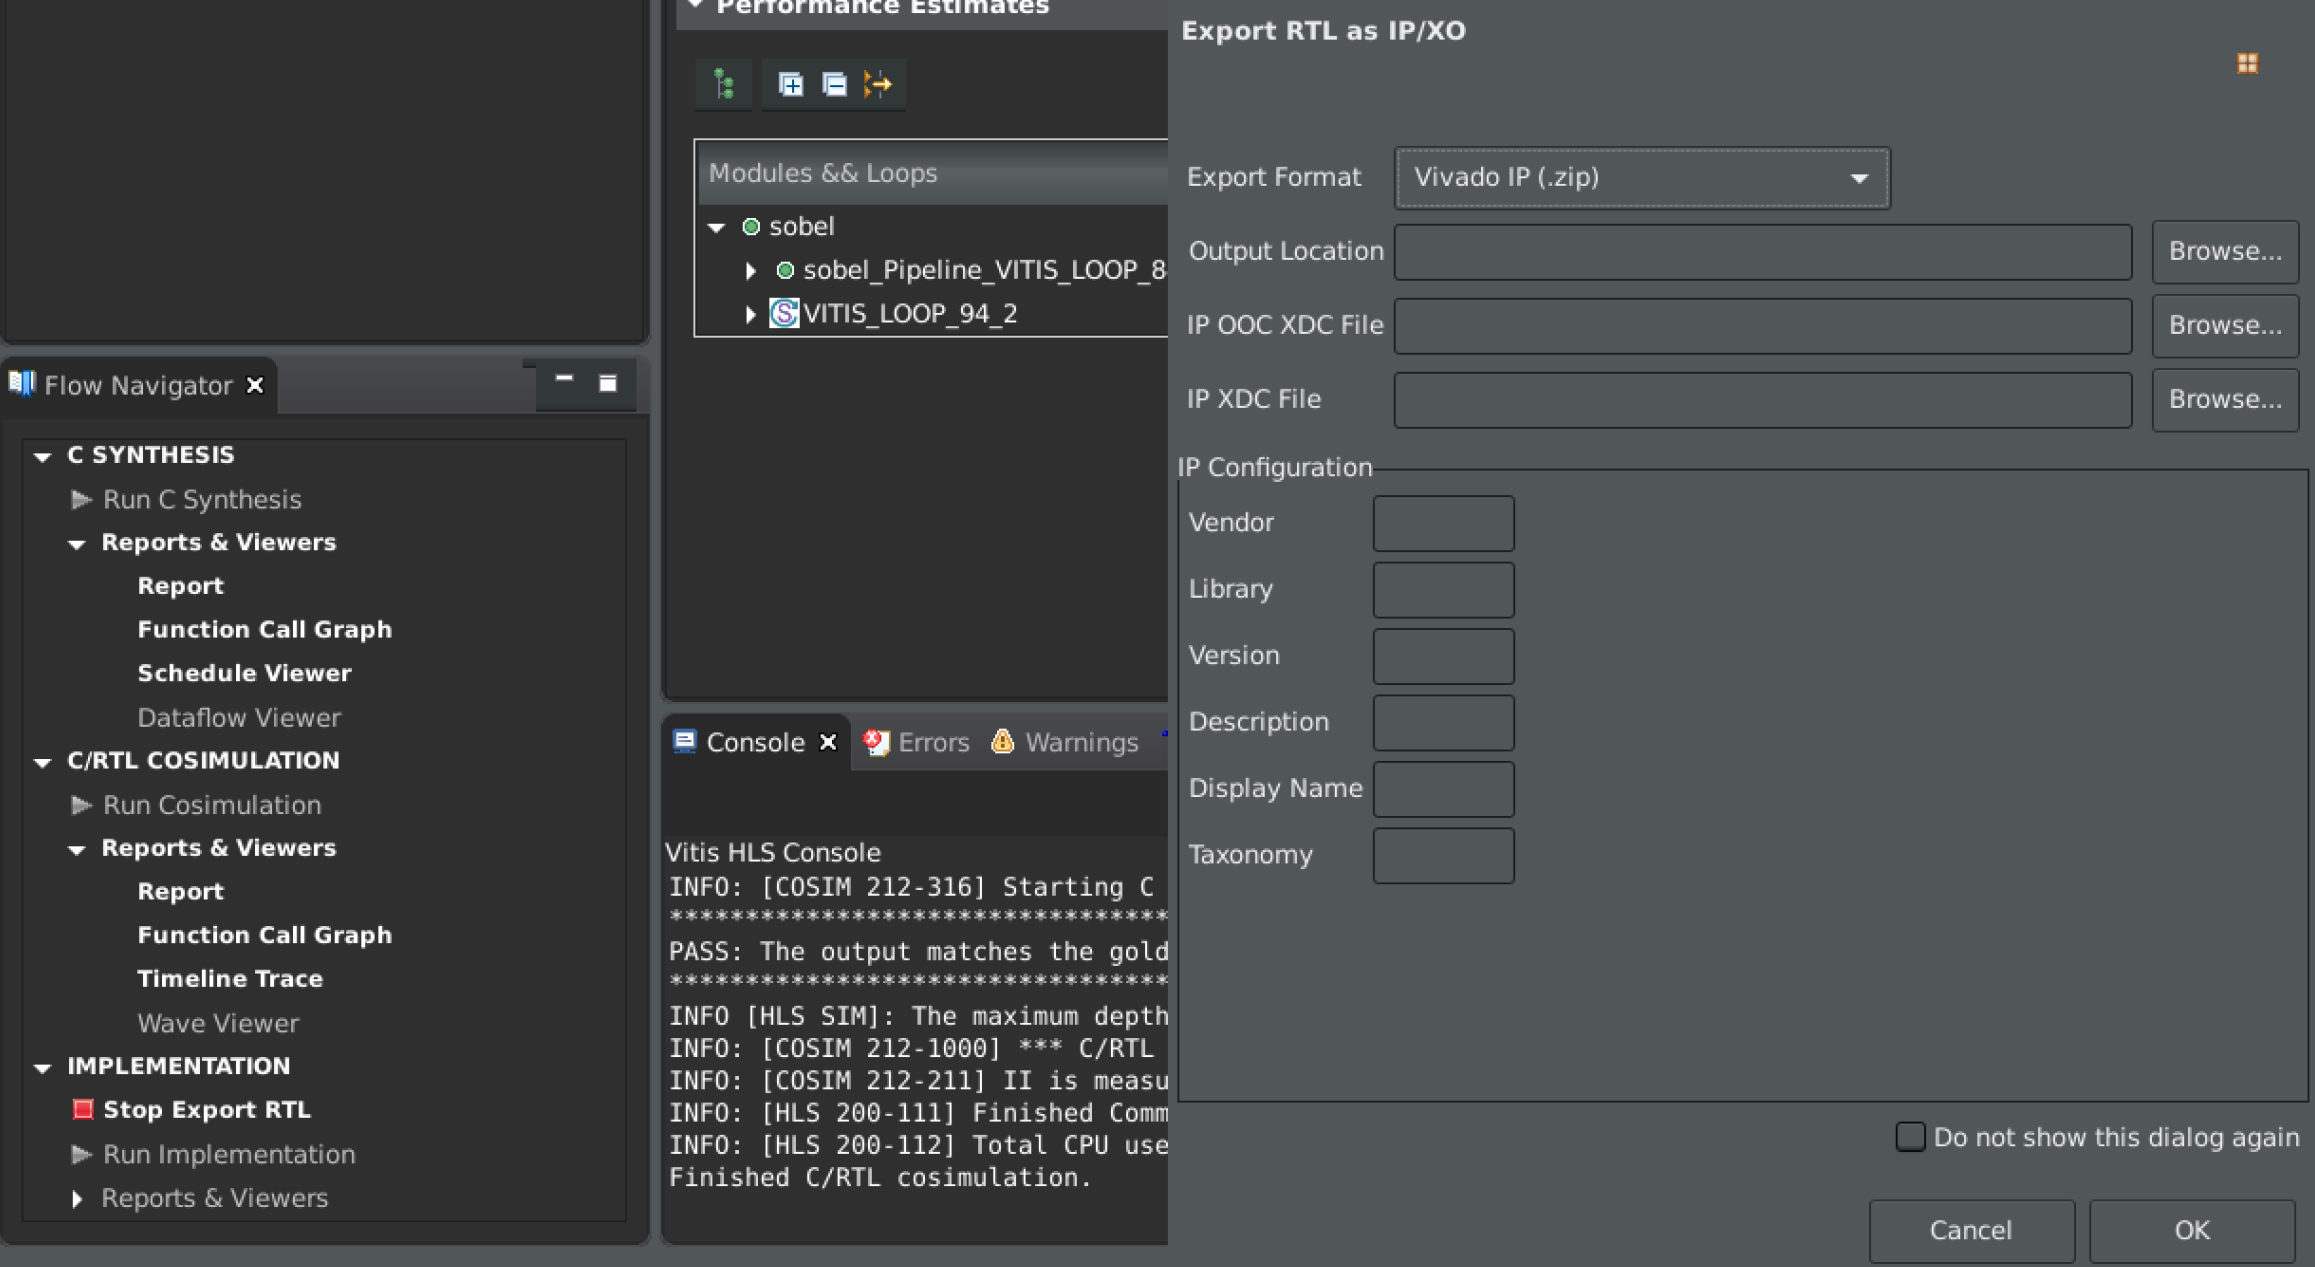 Performance Estimates
Modules && Loops
sobel
sobel_Pipeline_VITIS_LOOP_8
VITIS_LOOP_94_2
Flow Navigator
C SYNTHESIS
Run C Synthesis
Reports & Viewers
Report
Function Call Graph
Schedule Viewer
Dataflow Viewer
C/RTL COSIMULATION
Run Cosimulation
Reports & Viewers
Report
Function Call Graph
Timeline Trace
Wave Viewer
IMPLEMENTATION
Stop Export RTL
Run Implementation
Reports & Viewers
Console Errors Warnings
Vitis HLS Console
INFO: [COSIM 212-316] Starting C
*********************************
PASS: The output matches the gold
*********************************
INFO [HLS SIM]: The maximum depth
INFO: [COSIM 212-1000] *** C/RTL
INFO: [COSIM 212-211] II is measu
INFO: [HLS 200-111] Finished Comm
INFO: [HLS 200-112] Total CPU use
Finished C/RTL cosimulation.
Export RTL as IP/XO
Export Format Vivado IP (.zip)
Output Location Browse...
IP OOC XDC File Browse...
IP XDC File Browse...
IP Configuration
Vendor
Library
Version
Description
Display Name
Taxonomy
Do not show this dialog again
Cancel OK